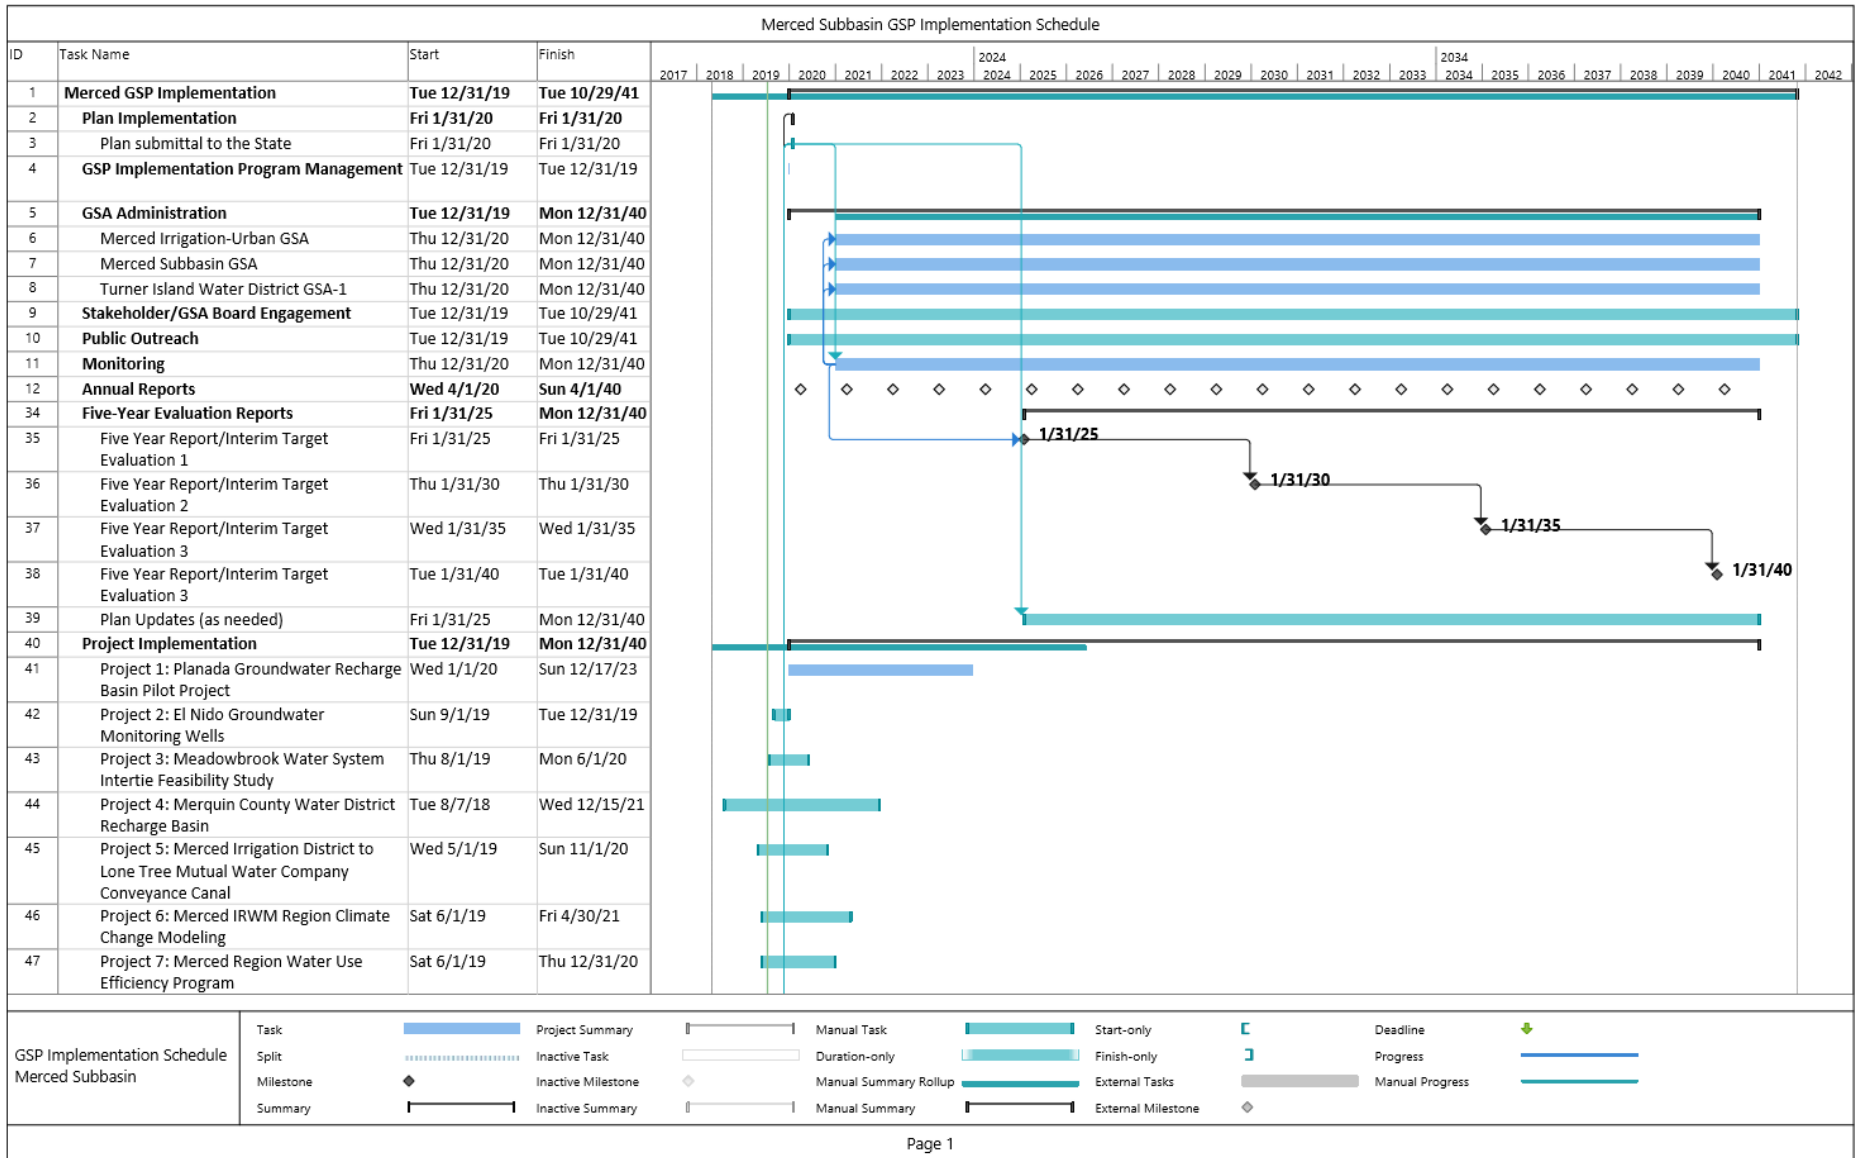 Merced Subbasin GSP Implementation Schedule
ID Task Name Start Finish 2024 2034
2017 2018 2019 2020 2021 2022 2023 2024 2025 2026 2027 2028 2029 2030 2031 2032 2033 2034 2035 2036 2037 2038 2039 2040 2041 2042
1 Merced GSP Implementation Tue 12/31/19 Tue 10/29/41
2 Plan Implementation Fri 1/31/20 Fri 1/31/20
3 Plan submittal to the State Fri 1/31/20 Fri 1/31/20
4 GSP Implementation Program Management Tue 12/31/19 Tue 12/31/19
5 GSA Administration Tue 12/31/19 Mon 12/31/40
6 Merced Irrigation-Urban GSA Thu 12/31/20 Mon 12/31/40
7 Merced Subbasin GSA Thu 12/31/20 Mon 12/31/40
8 Turner Island Water District GSA-1 Thu 12/31/20 Mon 12/31/40
9 Stakeholder/GSA Board Engagement Tue 12/31/19 Tue 10/29/41
10 Public Outreach Tue 12/31/19 Tue 10/29/41
11 Monitoring Thu 12/31/20 Mon 12/31/40
12 Annual Reports Wed 4/1/20 Sun 4/1/40
34 Five-Year Evaluation Reports Fri 1/31/25 Mon 12/31/40
35 Five Year Report/Interim Target Fri 1/31/25 Fri 1/31/25 1/31/25
Evaluation 1
36 Five Year Report/Interim Target Thu 1/31/30 Thu 1/31/30 1/31/30
Evaluation 2
37 Five Year Report/Interim Target Wed 1/31/35 Wed 1/31/35 1/31/35
Evaluation 3
38 Five Year Report/Interim Target Tue 1/31/40 Tue 1/31/40 1/31/40
Evaluation 3
39 Plan Updates (as needed) Fri 1/31/25 Mon 12/31/40
40 Project Implementation Tue 12/31/19 Mon 12/31/40
41 Project 1: Planada Groundwater Recharge Wed 1/1/20 Sun 12/17/23
Basin Pilot Project
42 Project 2: El Nido Groundwater Sun 9/1/19 Tue 12/31/19
Monitoring Wells
43 Project 3: Meadowbrook Water System Thu 8/1/19 Mon 6/1/20
Intertie Feasibility Study
44 Project 4: Merquin County Water District Tue 8/7/18 Wed 12/15/21
Recharge Basin
45 Project 5: Merced Irrigation District to Wed 5/1/19 Sun 11/1/20
Lone Tree Mutual Water Company
Conveyance Canal
46 Project 6: Merced IRWM Region Climate Sat 6/1/19 Fri 4/30/21
Change Modeling
47 Project 7: Merced Region Water Use Sat 6/1/19 Thu 12/31/20
Efficiency Program
GSP Implementation Schedule
Merced Subbasin
Task Project Summary Manual Task Start-only Deadline
Split Inactive Task Duration-only Finish-only Progress
Milestone Inactive Milestone Manual Summary Rollup External Tasks Manual Progress
Summary Inactive Summary Manual Summary External Milestone
Page 1